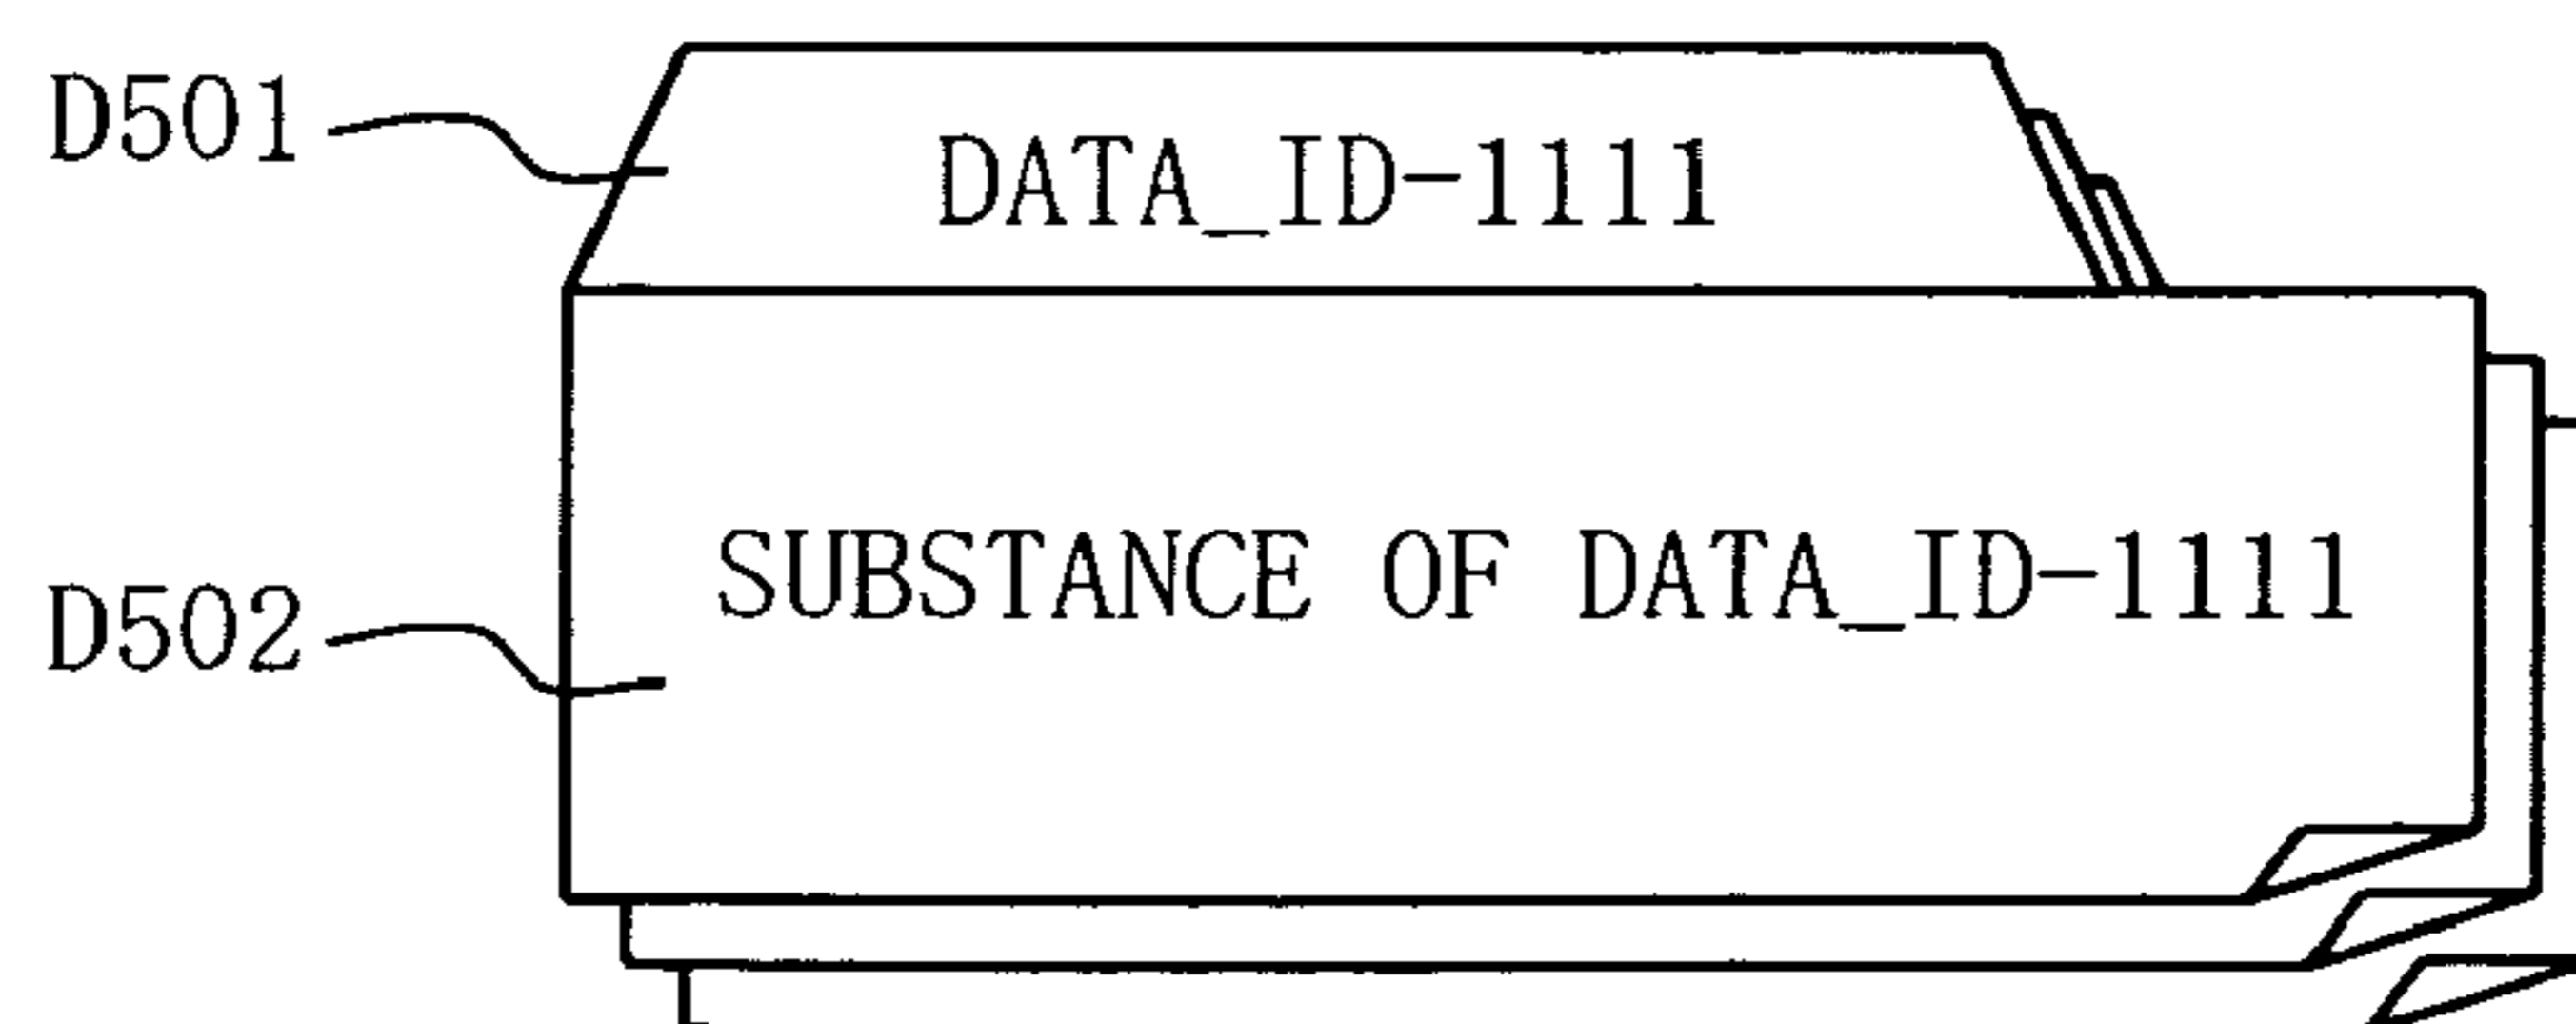 D501
DATA_ID-1111
SUBSTANCE OF DATA_ID-1111
D502